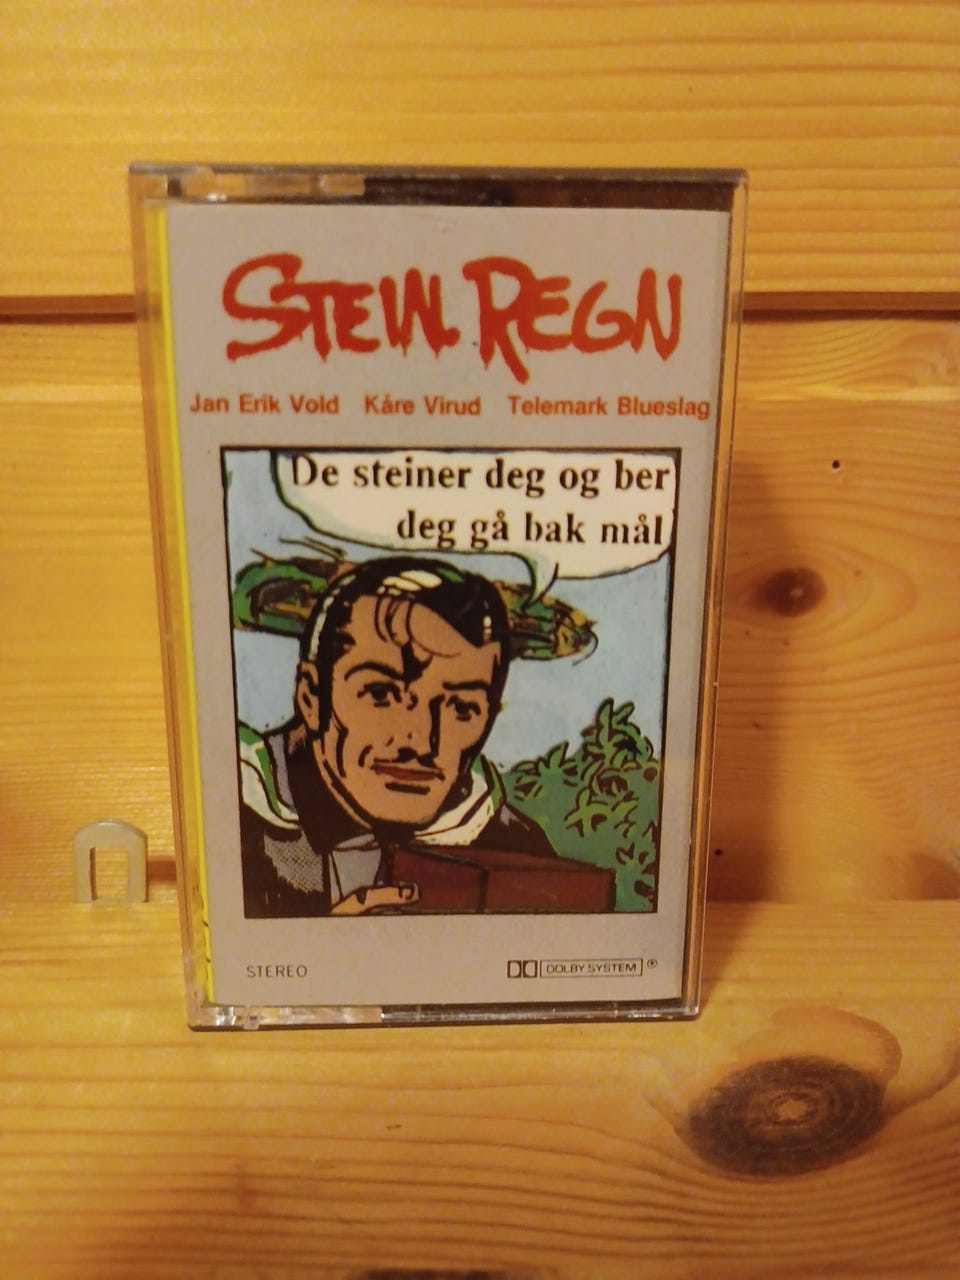 STEIN REGN
Jan Erik Vold Kåre Virud Telemark Blueslag
De steiner deg og ber
deg gå bak mål
STEREO
DOLBY SYSTEM